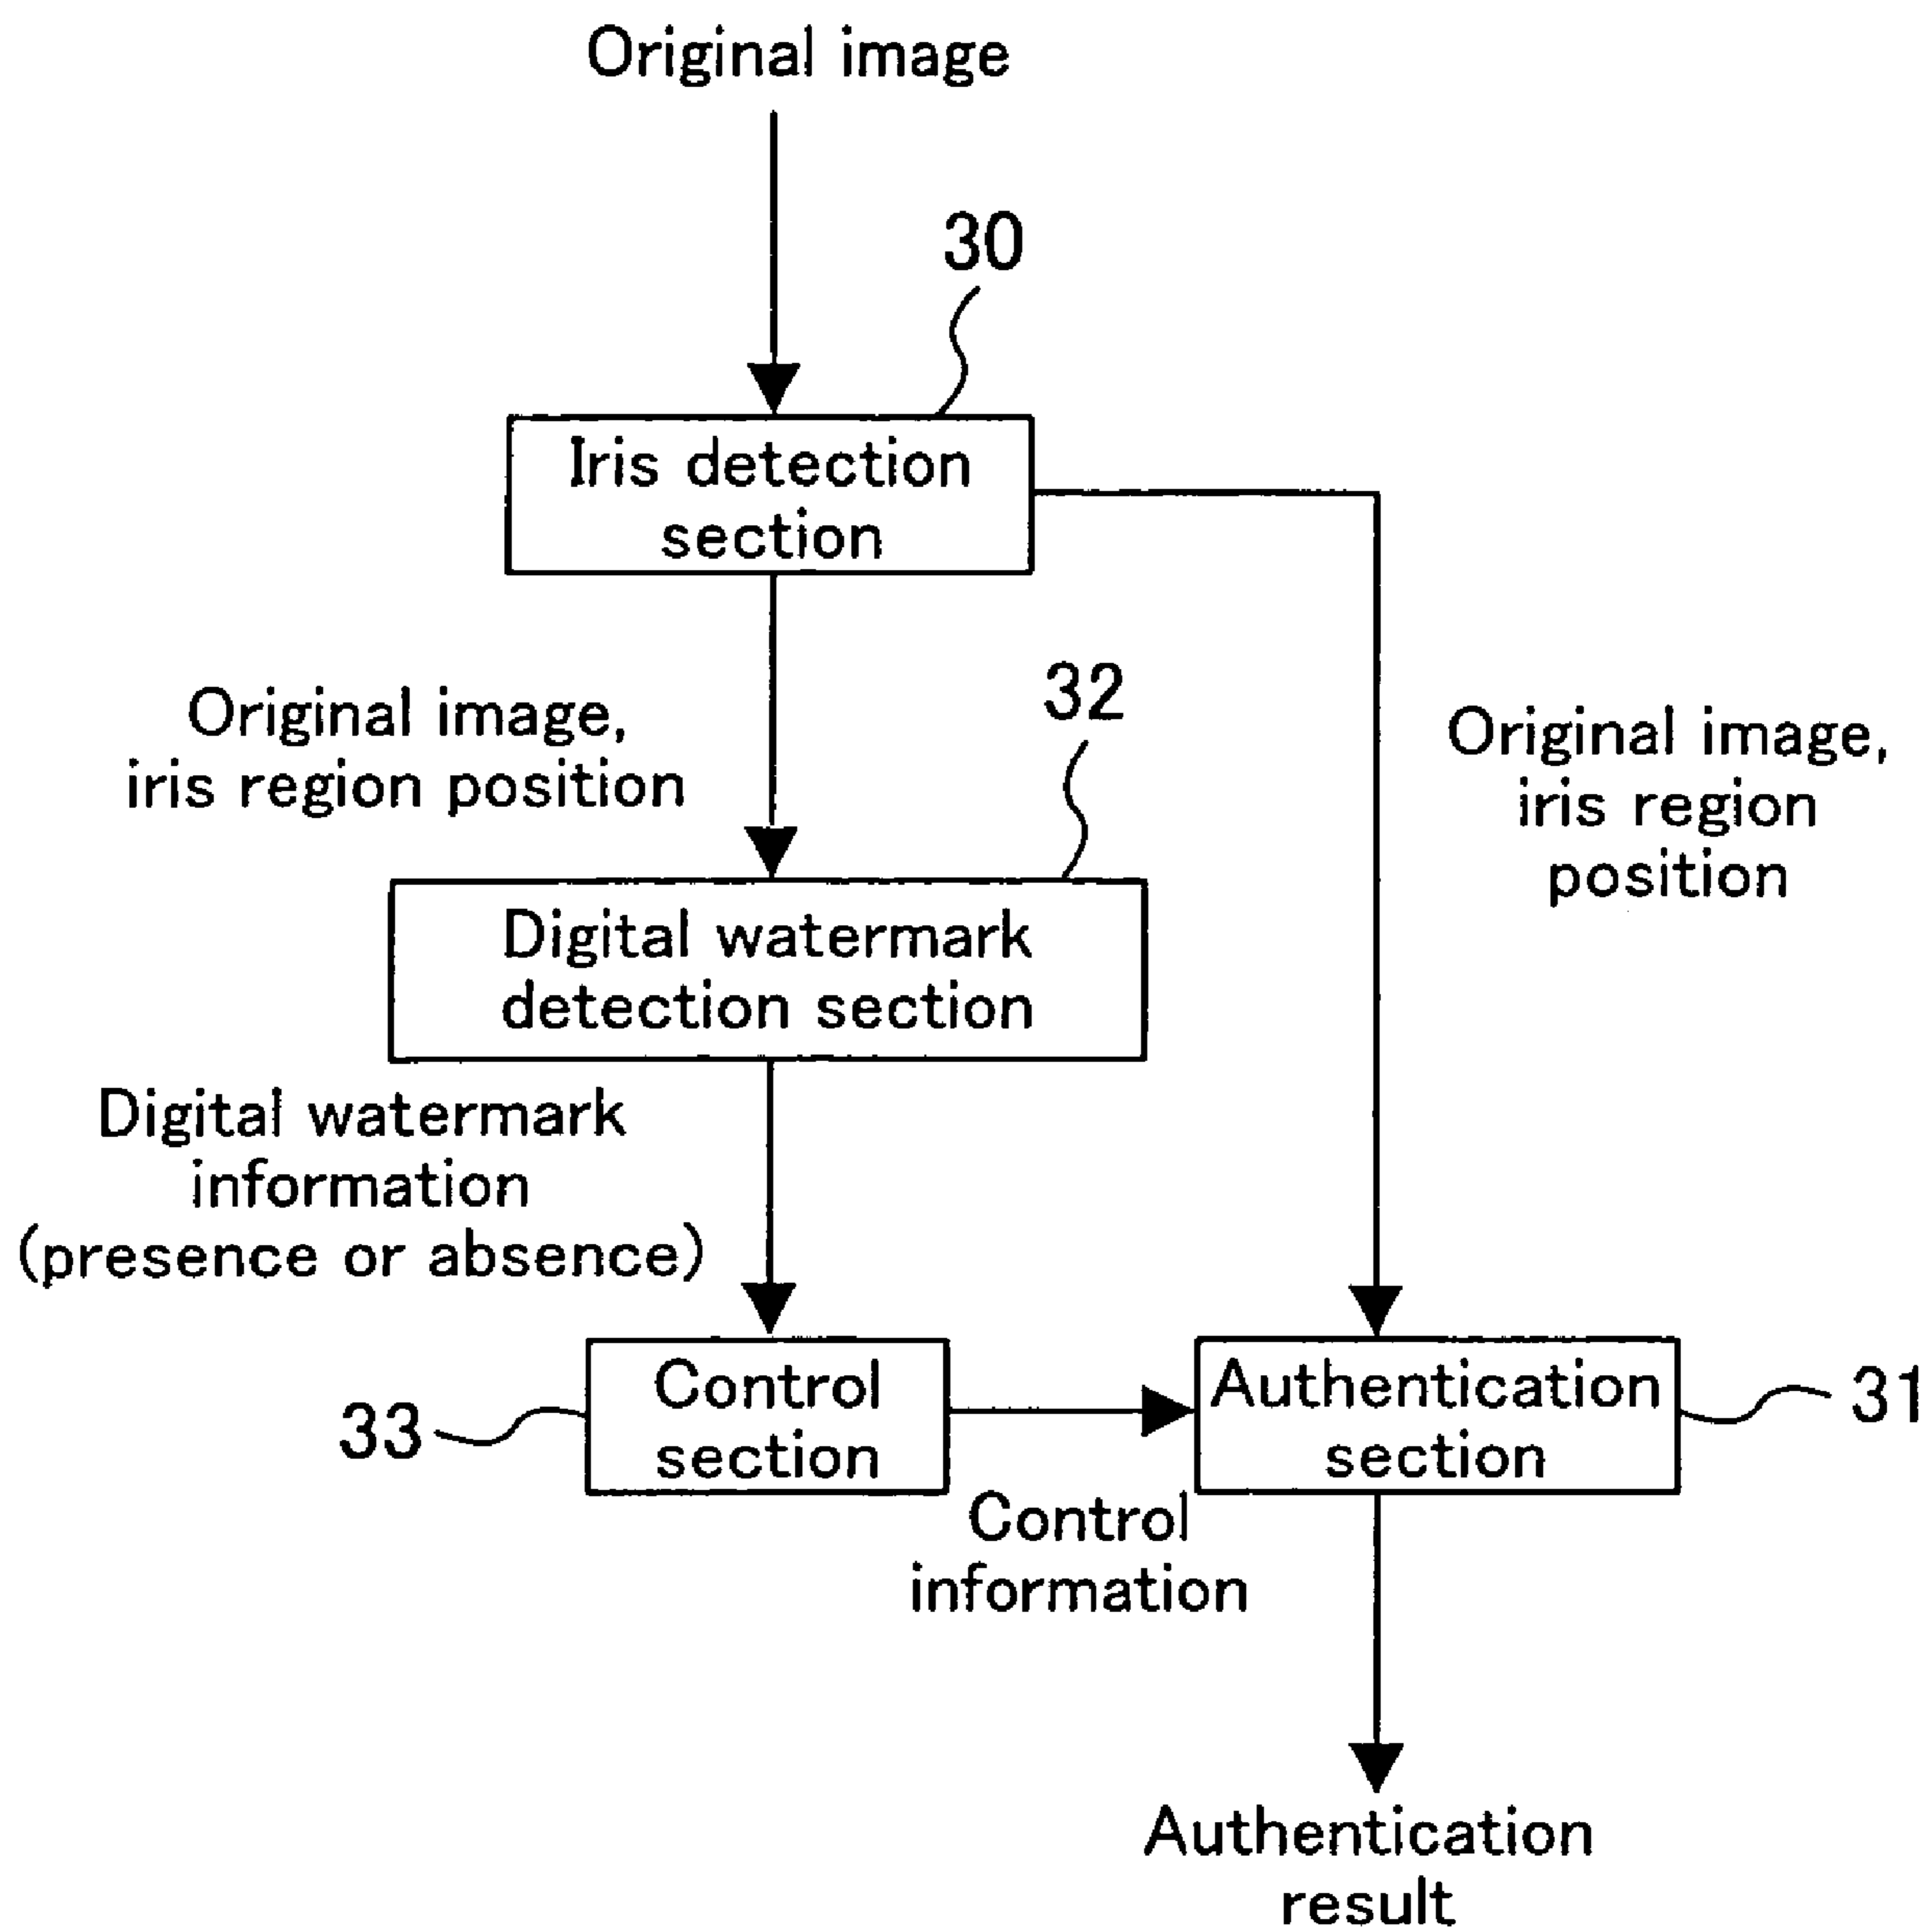 Original image
30
Iris detection
section
32
Original image,
iris region position
Original image,
iris region
position
Digital watermark
detection section
Digital watermark
information
(presence or absence)
33
Control
section
Authentication
section
31
Control
information
Authentication
result